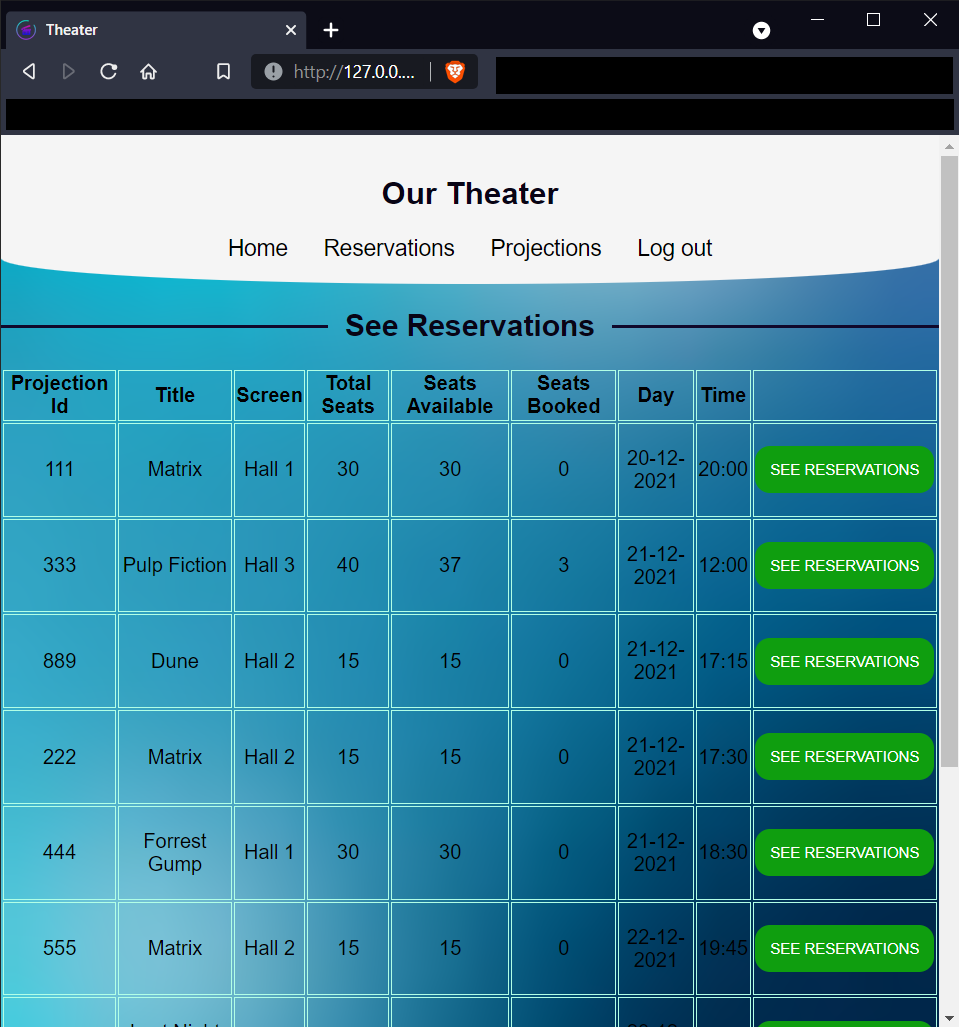 Theater
http://127.0.0....
Our Theater
Home Reservations Projections Log out
See Reservations
Projection Id Title Screen Total Seats Seats Available Seats Booked Day Time
111 Matrix Hall 1 30 30 0 20-12-2021 20:00 SEE RESERVATIONS
333 Pulp Fiction Hall 3 40 37 3 21-12-2021 12:00 SEE RESERVATIONS
889 Dune Hall 2 15 15 0 21-12-2021 17:15 SEE RESERVATIONS
222 Matrix Hall 2 15 15 0 21-12-2021 17:30 SEE RESERVATIONS
444 Forrest Gump Hall 1 30 30 0 21-12-2021 18:30 SEE RESERVATIONS
555 Matrix Hall 2 15 15 0 22-12-2021 19:45 SEE RESERVATIONS